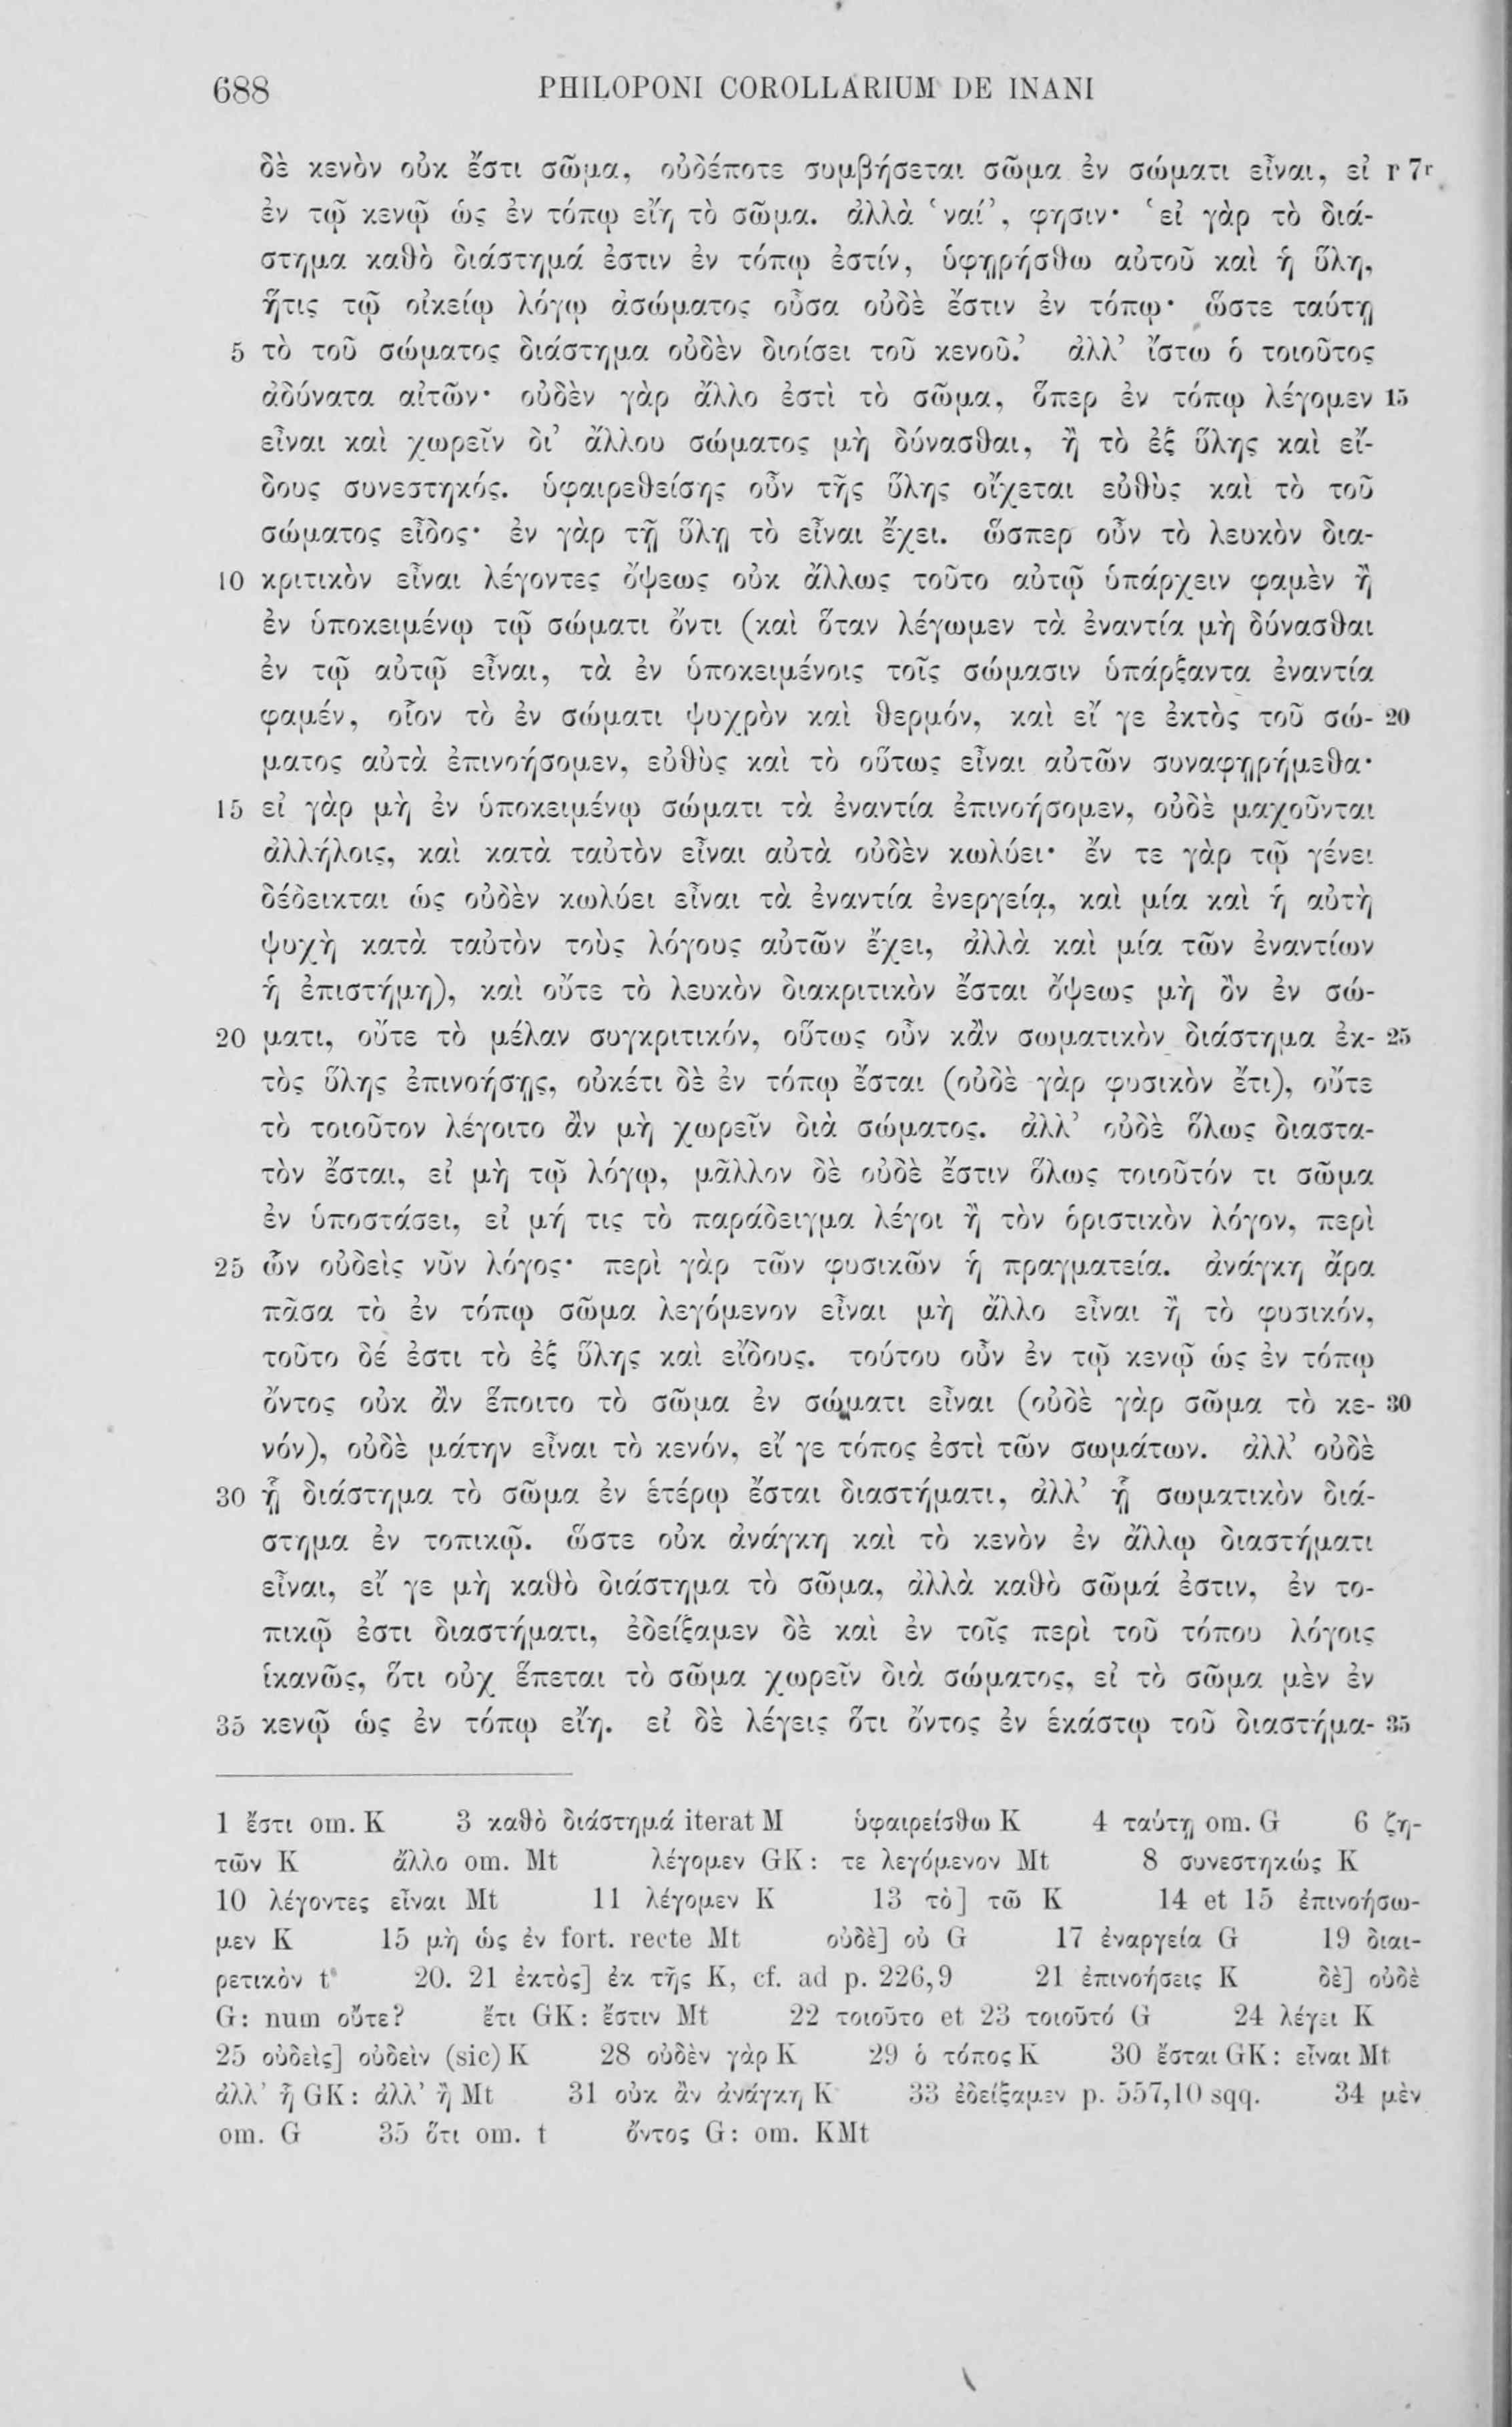 688 PHILOPONI COROLLARIUM DE INANI
δὲ κενὸν οὐκ ἔστι σῶμα, οὐδέποτε συμβήσεται σῶμα ἐν σώματι εἶναι, εἰ r 7r
ἐν τῷ κενῷ ὡς ἐν τόπῳ εἴη τὸ σῶμα. ἀλλὰ ‘ναί’, φησιν· ‘εἰ γὰρ τὸ διά-
στημα καθὸ διάστημά ἐστιν ἐν τόπῳ ἐστίν, ὑφῃρήσθω αὐτοῦ καὶ ἡ ὕλη,
ἥτις τῷ οἰκείῳ λόγῳ ἀσώματος οὖσα οὐδὲ ἔστιν ἐν τόπῳ· ὥστε ταύτῃ
5 τὸ τοῦ σώματος διάστημα οὐδὲν διοίσει τοῦ κενοῦ.’ ἀλλ’ ἴστω ὁ τοιοῦτος
ἀδύνατα αἰτῶν· οὐδὲν γὰρ ἄλλο ἐστὶ τὸ σῶμα, ὅπερ ἐν τόπῳ λέγομεν 15
εἶναι καὶ χωρεῖν δι’ ἄλλου σώματος μὴ δύνασθαι, ἢ τὸ ἐξ ὕλης καὶ εἴ-
δους συνεστηκός. ὑφαιρεθείσης οὖν τῆς ὕλης οἴχεται εὐθὺς καὶ τὸ τοῦ
σώματος εἶδος· ἐν γὰρ τῇ ὕλῃ τὸ εἶναι ἔχει. ὥσπερ οὖν τὸ λευκὸν δια-
10 κριτικὸν εἶναι λέγοντες ὄψεως οὐκ ἄλλως τοῦτο αὐτῷ ὑπάρχειν φαμὲν ἢ
ἐν ὑποκειμένῳ τῷ σώματι ὄντι (καὶ ὅταν λέγωμεν τὰ ἐναντία μὴ δύνασθαι
ἐν τῷ αὐτῷ εἶναι, τὰ ἐν ὑποκειμένοις τοῖς σώμασιν ὑπάρξαντα ἐναντία
φαμέν, οἷον τὸ ἐν σώματι ψυχρὸν καὶ θερμόν, καὶ εἴ γε ἐκτὸς τοῦ σώ- 20
ματος αὐτὰ ἐπινοήσομεν, εὐθὺς καὶ τὸ οὕτως εἶναι αὐτῶν συναφῃρήμεθα·
15 εἰ γὰρ μὴ ἐν ὑποκειμένῳ σώματι τὰ ἐναντία ἐπινοήσομεν, οὐδὲ μαχοῦνται
ἀλλήλοις, καὶ κατὰ ταὐτὸν εἶναι αὐτὰ οὐδὲν κωλύει· ἔν τε γὰρ τῷ γένει
δέδεικται ὡς οὐδὲν κωλύει εἶναι τὰ ἐναντία ἐνεργείᾳ, καὶ μία καὶ ἡ αὐτὴ
ψυχὴ κατὰ ταὐτὸν τοὺς λόγους αὐτῶν ἔχει, ἀλλὰ καὶ μία τῶν ἐναντίων
ἡ ἐπιστήμη), καὶ οὔτε τὸ λευκὸν διακριτικὸν ἔσται ὄψεως μὴ ὂν ἐν σώ-
20 ματι, οὔτε τὸ μέλαν συγκριτικόν, οὕτως οὖν κἂν σωματικὸν διάστημα ἐκ- 25
τὸς ὕλης ἐπινοήσῃς, οὐκέτι δὲ ἐν τόπῳ ἔσται (οὐδὲ γὰρ φυσικὸν ἔτι), οὔτε
τὸ τοιοῦτον λέγοιτο ἂν μὴ χωρεῖν διὰ σώματος. ἀλλ’ οὐδὲ ὅλως διαστα-
τὸν ἔσται, εἰ μὴ τῷ λόγῳ, μᾶλλον δὲ οὐδὲ ἔστιν ὅλως τοιοῦτόν τι σῶμα
ἐν ὑποστάσει, εἰ μή τις τὸ παράδειγμα λέγοι ἢ τὸν ὁριστικὸν λόγον, περὶ
25 ὧν οὐδεὶς νῦν λόγος· περὶ γὰρ τῶν φυσικῶν ἡ πραγματεία. ἀνάγκη ἄρα
πᾶσα τὸ ἐν τόπῳ σῶμα λεγόμενον εἶναι μὴ ἄλλο εἶναι ἢ τὸ φυσικόν,
τοῦτο δέ ἐστι τὸ ἐξ ὕλης καὶ εἴδους. τούτου οὖν ἐν τῷ κενῷ ὡς ἐν τόπῳ
ὄντος οὐκ ἂν ἕποιτο τὸ σῶμα ἐν σώματι εἶναι (οὐδὲ γὰρ σῶμα τὸ κε- 30
νόν), οὐδὲ μάτην εἶναι τὸ κενόν, εἴ γε τόπος ἐστὶ τῶν σωμάτων. ἀλλ’ οὐδὲ
30 ᾗ διάστημα τὸ σῶμα ἐν ἑτέρῳ ἔσται διαστήματι, ἀλλ’ ᾗ σωματικὸν διά-
στημα ἐν τοπικῷ. ὥστε οὐκ ἀνάγκη καὶ τὸ κενὸν ἐν ἄλλῳ διαστήματι
εἶναι, εἴ γε μὴ καθὸ διάστημα τὸ σῶμα, ἀλλὰ καθὸ σῶμά ἐστιν, ἐν το-
πικῷ ἐστι διαστήματι, ἐδείξαμεν δὲ καὶ ἐν τοῖς περὶ τοῦ τόπου λόγοις
ἱκανῶς, ὅτι οὐχ ἕπεται τὸ σῶμα χωρεῖν διὰ σώματος, εἰ τὸ σῶμα μὲν ἐν
35 κενῷ ὡς ἐν τόπῳ εἴη. εἰ δὲ λέγεις ὅτι ὄντος ἐν ἑκάστῳ τοῦ διαστήμα- 35
1 ἔστι om. K 3 καθὸ διάστημά iterat M ὑφαιρείσθω K 4 ταύτῃ om. G 6 ζη-
τῶν K ἄλλο om. Mt λέγομεν GK: τε λεγόμενον Mt 8 συνεστηκώς K
10 λέγοντες εἶναι Mt 11 λέγομεν K 13 τὸ] τῶ K 14 et 15 ἐπινοήσω-
μεν K 15 μὴ ὡς ἐν fort. recte Mt οὐδὲ] οὐ G 17 ἐναργεία G 19 διαι-
ρετικὸν t 20. 21 ἐκτὸς] ἐκ τῆς K, cf. ad p. 226,9 21 ἐπινοήσεις K δὲ] οὐδὲ
G: num οὔτε? ἔτι GK: ἔστιν Mt 22 τοιοῦτο et 23 τοιοῦτό G 24 λέγει K
25 οὐδεὶς] οὐδεὶν (sic) K 28 οὐδὲν γὰρ K 29 ὁ τόπος K 30 ἔσται GK: εἶναι Mt
ἀλλ’ ᾗ GK: ἀλλ’ ἢ Mt 31 οὐκ ἂν ἀνάγκη K 33 ἐδείξαμεν p. 557,10 sqq. 34 μὲν
om. G 35 ὅτι om. t ὄντος G: om. KMt